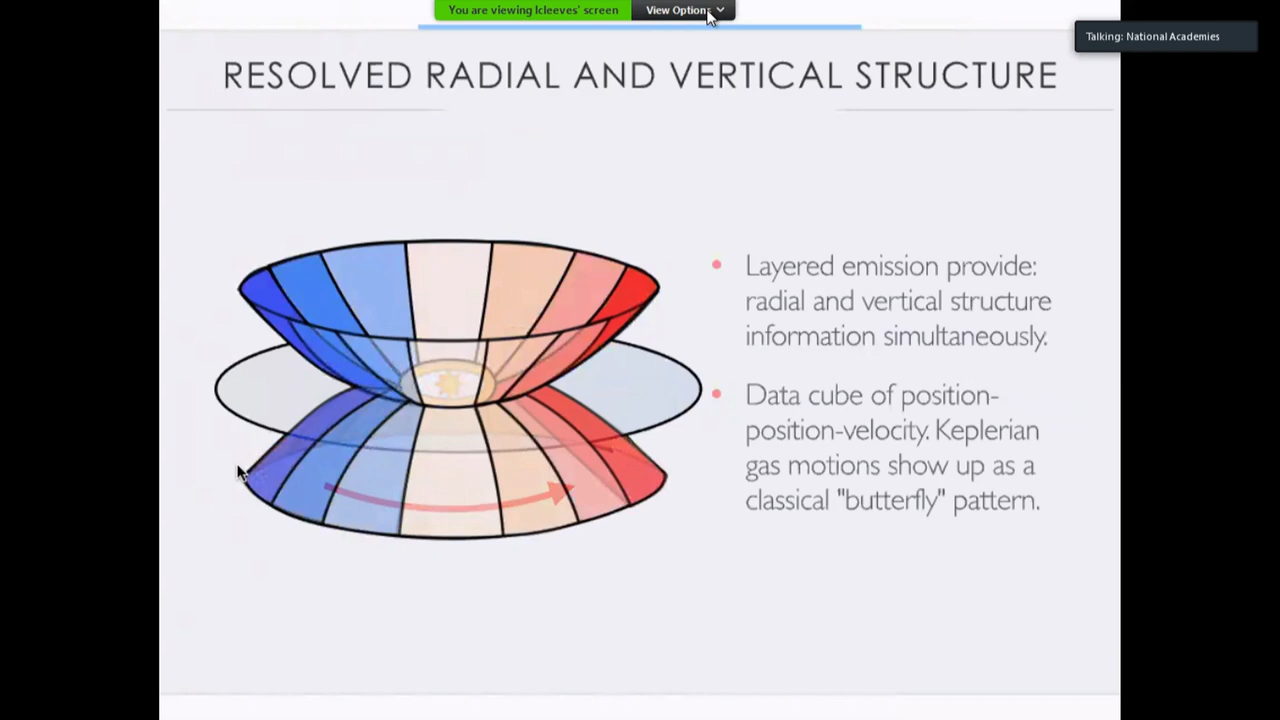 You are viewing lcleeves' screen
View Options
Talking: National Academies
RESOLVED RADIAL AND VERTICAL STRUCTURE
Layered emission provide:
radial and vertical structure
information simultaneously.
Data cube of position-
position-velocity. Keplerian
gas motions show up as a
classical "butterfly" pattern.